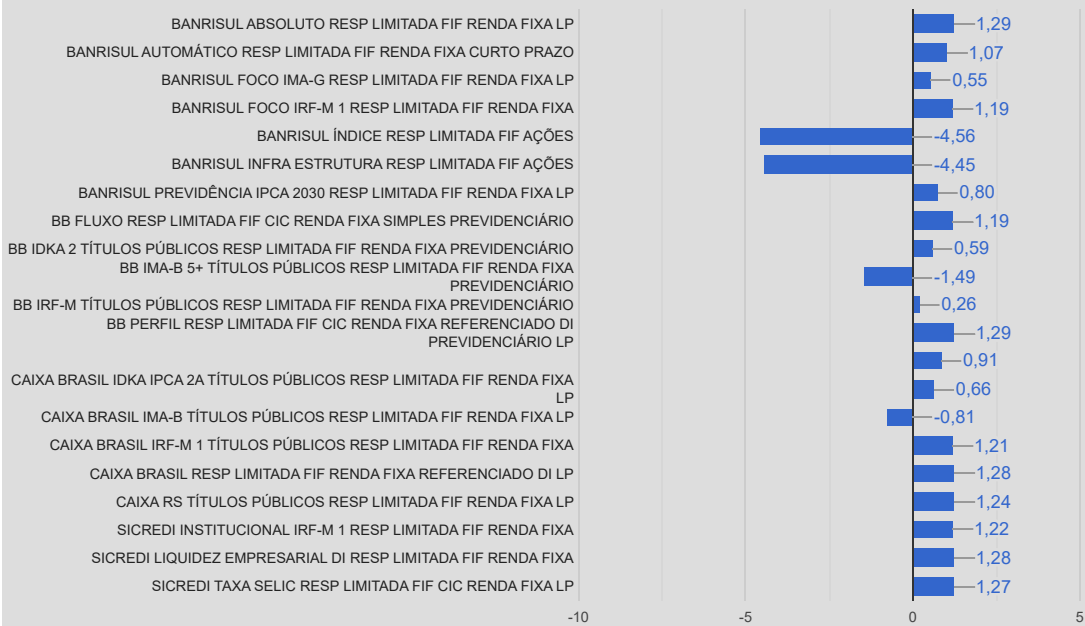 BANRISUL ABSOLUTO RESP LIMITADA FIF RENDA FIXA LP 1,29
BANRISUL AUTOMÁTICO RESP LIMITADA FIF RENDA FIXA CURTO PRAZO 1,07
BANRISUL FOCO IMA-G RESP LIMITADA FIF RENDA FIXA LP 0,55
BANRISUL FOCO IRF-M 1 RESP LIMITADA FIF RENDA FIXA 1,19
BANRISUL ÍNDICE RESP LIMITADA FIF AÇÕES -4,56
BANRISUL INFRA ESTRUTURA RESP LIMITADA FIF AÇÕES -4,45
BANRISUL PREVIDÊNCIA IPCA 2030 RESP LIMITADA FIF RENDA FIXA LP 0,80
BB FLUXO RESP LIMITADA FIF CIC RENDA FIXA SIMPLES PREVIDENCIÁRIO 1,19
BB IDKA 2 TÍTULOS PÚBLICOS RESP LIMITADA FIF RENDA FIXA PREVIDENCIÁRIO 0,59
BB IMA-B 5+ TÍTULOS PÚBLICOS RESP LIMITADA FIF RENDA FIXA
PREVIDENCIÁRIO -1,49
BB IRF-M TÍTULOS PÚBLICOS RESP LIMITADA FIF RENDA FIXA PREVIDENCIÁRIO 0,26
BB PERFIL RESP LIMITADA FIF CIC RENDA FIXA REFERENCIADO DI
PREVIDENCIÁRIO LP 1,29
0,91
CAIXA BRASIL IDKA IPCA 2A TÍTULOS PÚBLICOS RESP LIMITADA FIF RENDA FIXA
LP 0,66
CAIXA BRASIL IMA-B TÍTULOS PÚBLICOS RESP LIMITADA FIF RENDA FIXA LP -0,81
CAIXA BRASIL IRF-M 1 TÍTULOS PÚBLICOS RESP LIMITADA FIF RENDA FIXA 1,21
CAIXA BRASIL RESP LIMITADA FIF RENDA FIXA REFERENCIADO DI LP 1,28
CAIXA RS TÍTULOS PÚBLICOS RESP LIMITADA FIF RENDA FIXA LP 1,24
SICREDI INSTITUCIONAL IRF-M 1 RESP LIMITADA FIF RENDA FIXA 1,22
SICREDI LIQUIDEZ EMPRESARIAL DI RESP LIMITADA FIF RENDA FIXA 1,28
SICREDI TAXA SELIC RESP LIMITADA FIF CIC RENDA FIXA LP 1,27
-10 -5 0 5